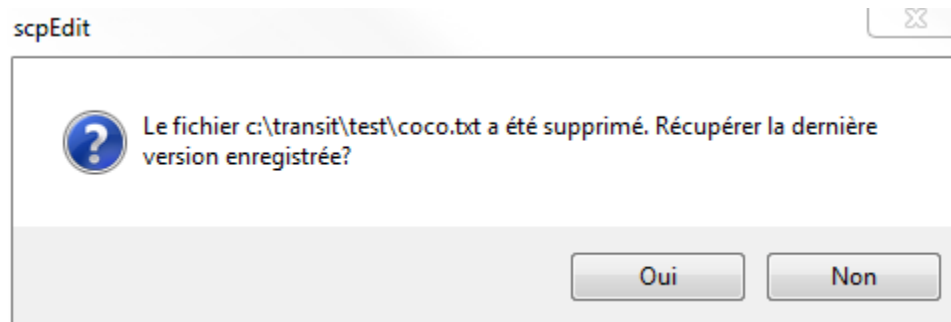 scpEdit
Le fichier c:\transit\test\coco.txt a été supprimé. Récupérer la dernière
version enregistrée?
Oui
Non